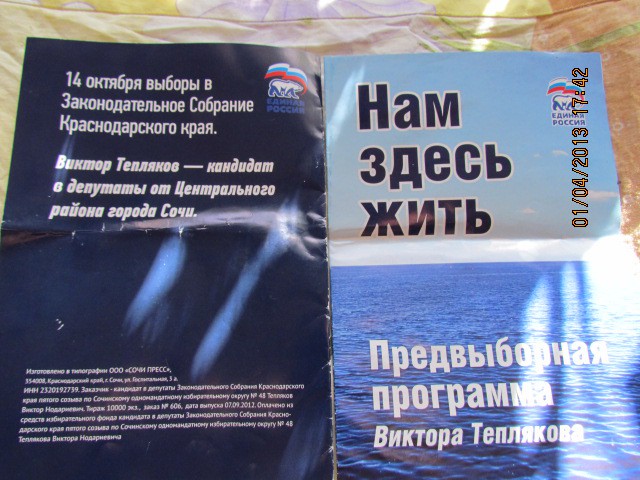 14 октября выборы в
Законодательное Собрание
Краснодарского края.
ЕДИНАЯ
РОССИЯ
Виктор Тепляков — кандидат
в депутаты от Центрального
района города Сочи.
Изготовлено в типографии ООО «СОЧИ ПРЕСС»,
354008, Краснодарский край, г. Сочи, ул. Госпитальная, 3 а.
ИНН 2320192739. Заказчик - кандидат в депутаты Законодательного Собрания Краснодарского
края пятого созыва по Сочинскому одномандатному избирательному округу № 48 Тепляков
Виктор Нодариевич. Тираж 10000 экз., заказ № 606, дата выпуска 07.09.2012. Оплачено из
средств избирательного фонда кандидата в депутаты Законодательного Собрания Красно-
дарского края пятого созыва по Сочинскому одномандатному избирательному округу № 48
Теплякова Виктора Нодариевича
Нам
здесь
жить
ЕДИНАЯ
РОССИЯ
Предвыборная
программа
Виктора Теплякова
01/04/2013 17:42